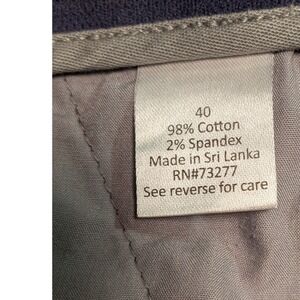 40
98% Cotton
2% Spandex
Made in Sri Lanka
RN#73277
See reverse for care